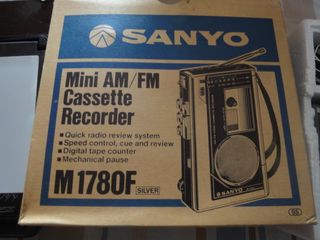 SANYO
Mini AM/FM
Cassette
Recorder
•Quick radio review system
•Speed control, cue and review
•Digital tape counter
•Mechanical pause
M1780F
SILVER
SANYO